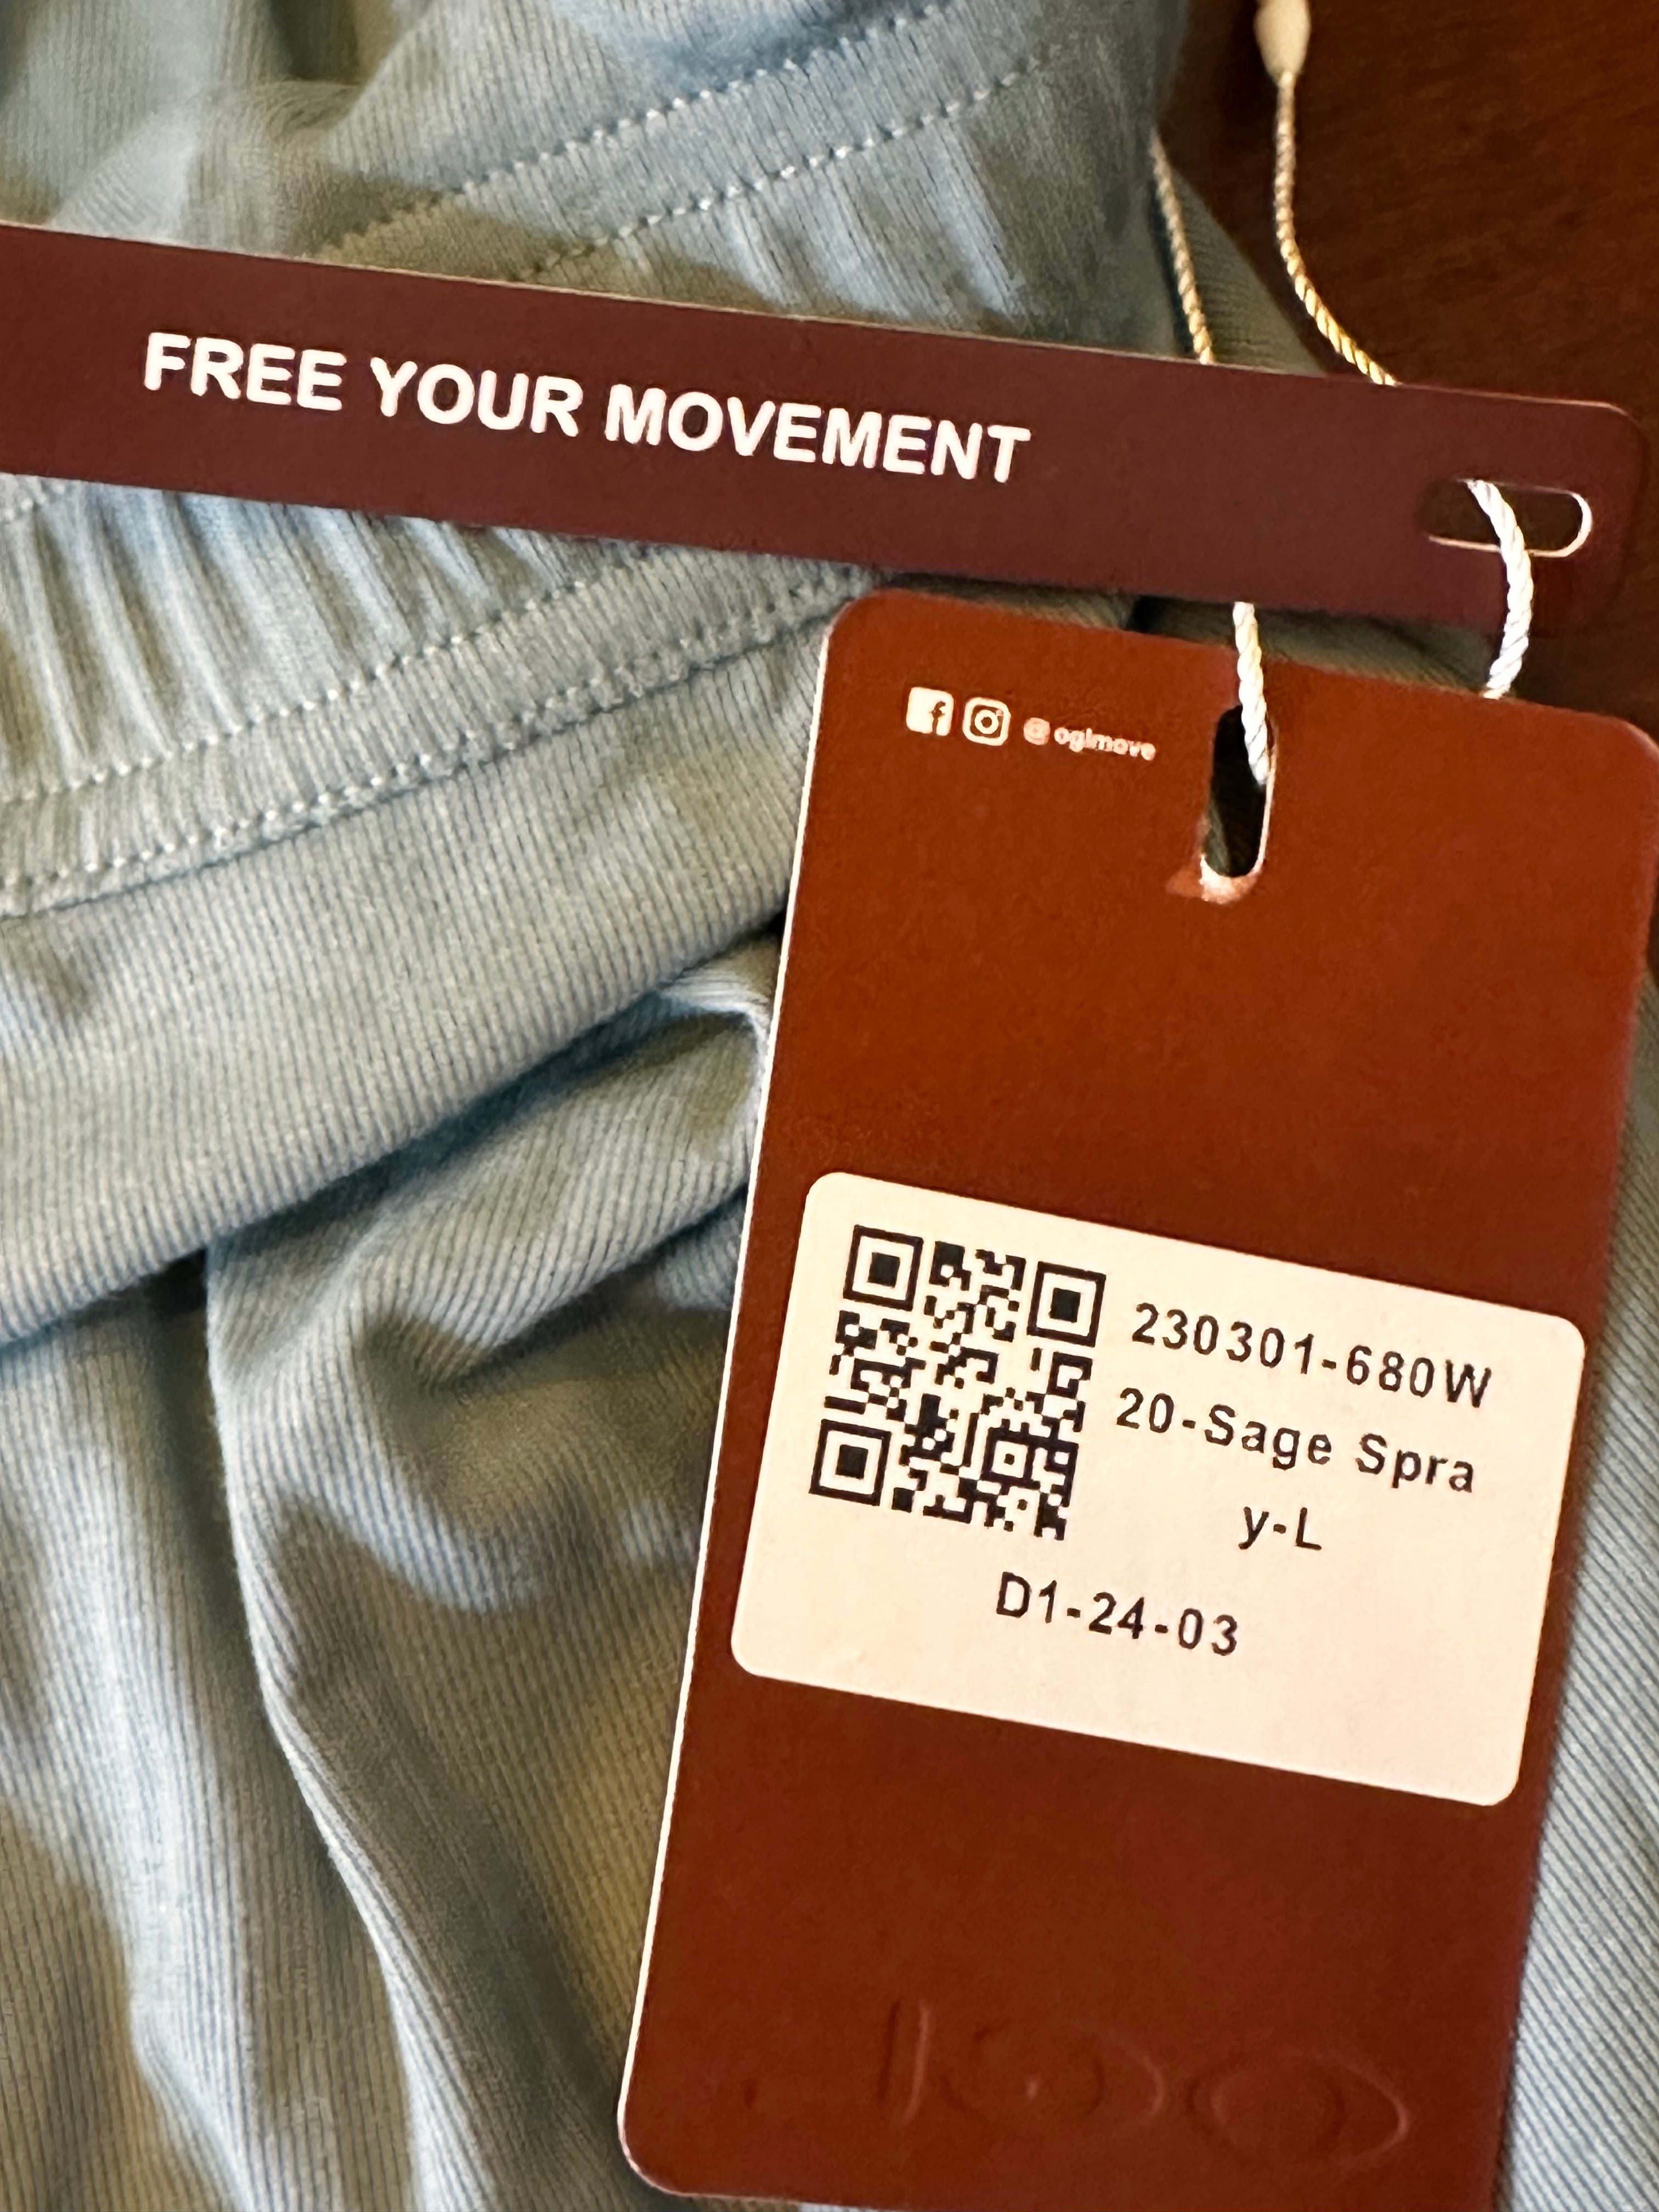 FREE YOUR MOVEMENT
@oglmove
230301-680W
20-Sage Spra
y-L
D1-24-03